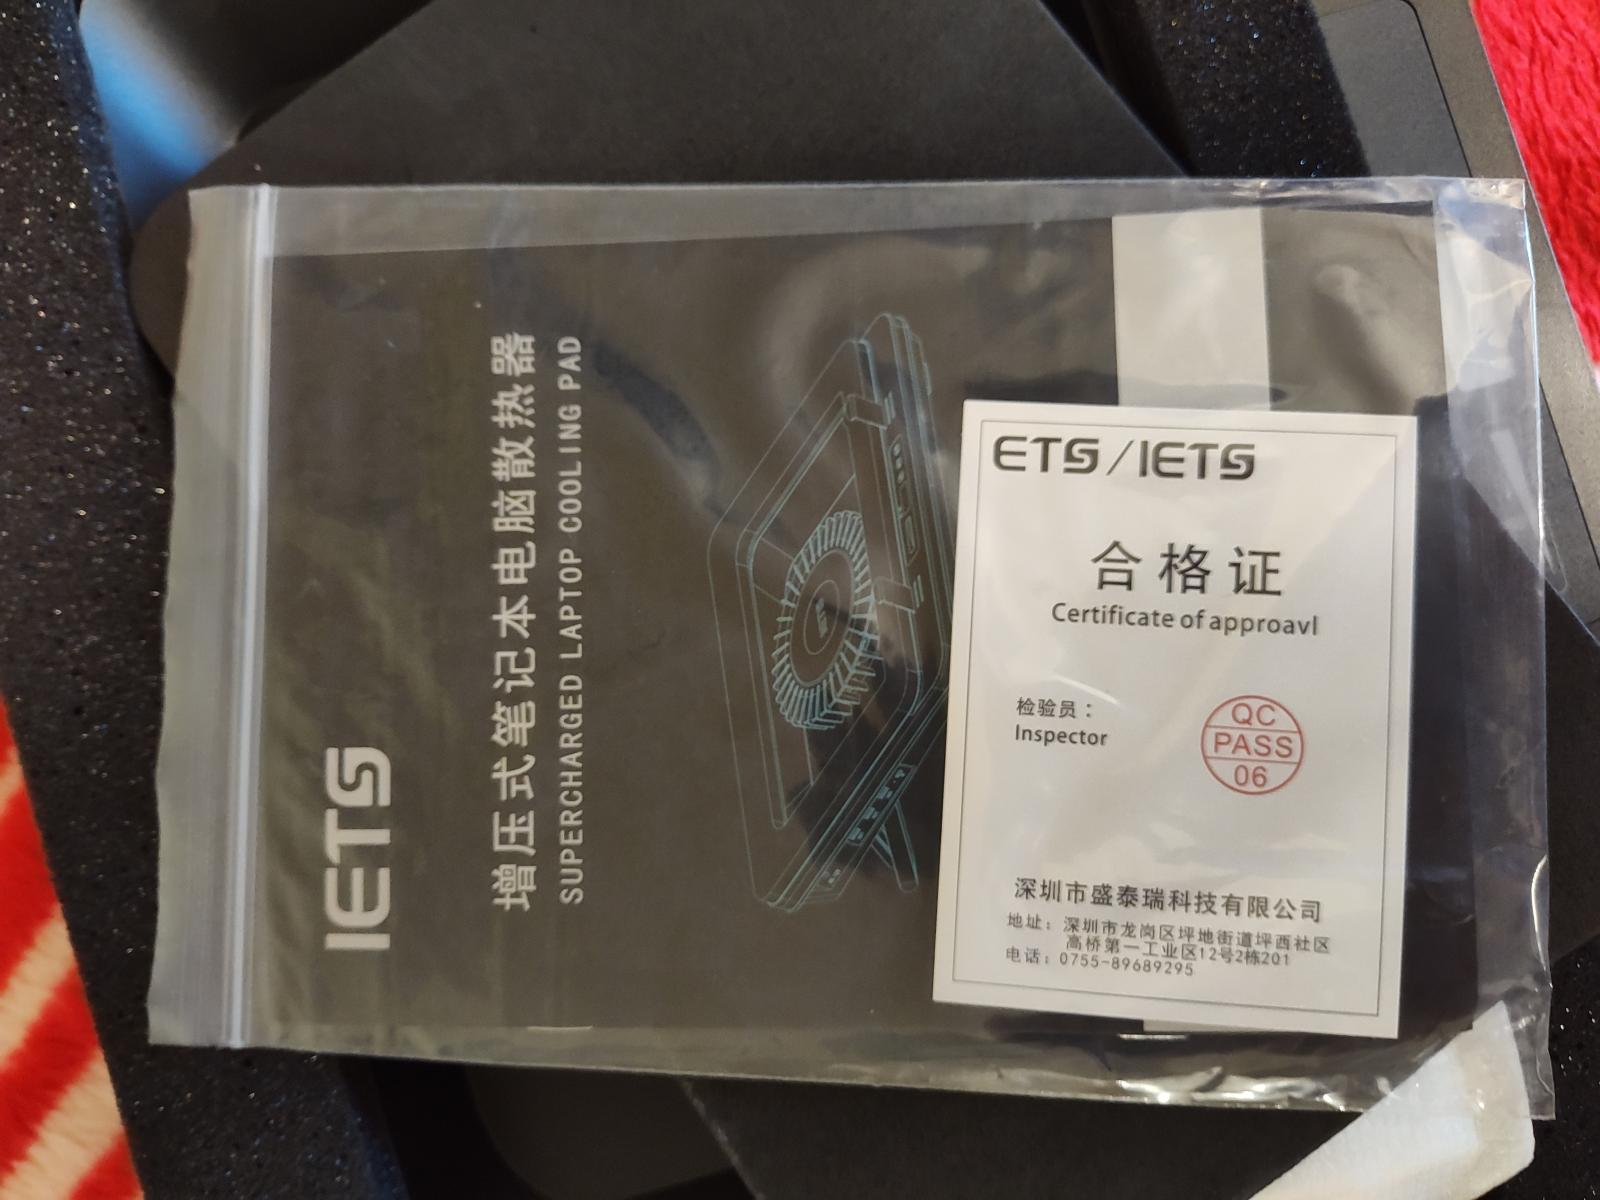 IETS
增压式笔记本电脑散热器
SUPERCHARGED LAPTOP COOLING PAD
IETS
ETS/IETS
合格证
Certificate of approavl
检验员：
Inspector
QC
PASS
06
深圳市盛泰瑞科技有限公司
地址：深圳市龙岗区坪地街道坪西社区
高桥第一工业区12号2栋201
电话：0755-89689295